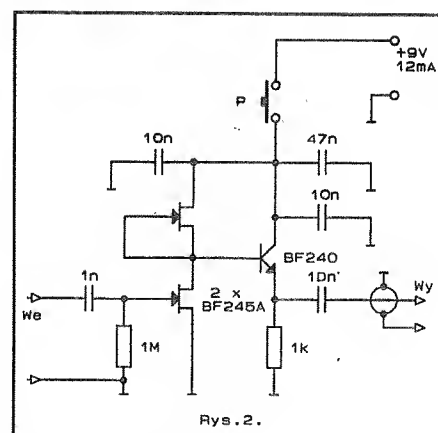 +9V
12mA
P
10n
47n
10n
BF240
1n
2 x
BF245A
10n
Wy
We
1M
1k
Rys.2.